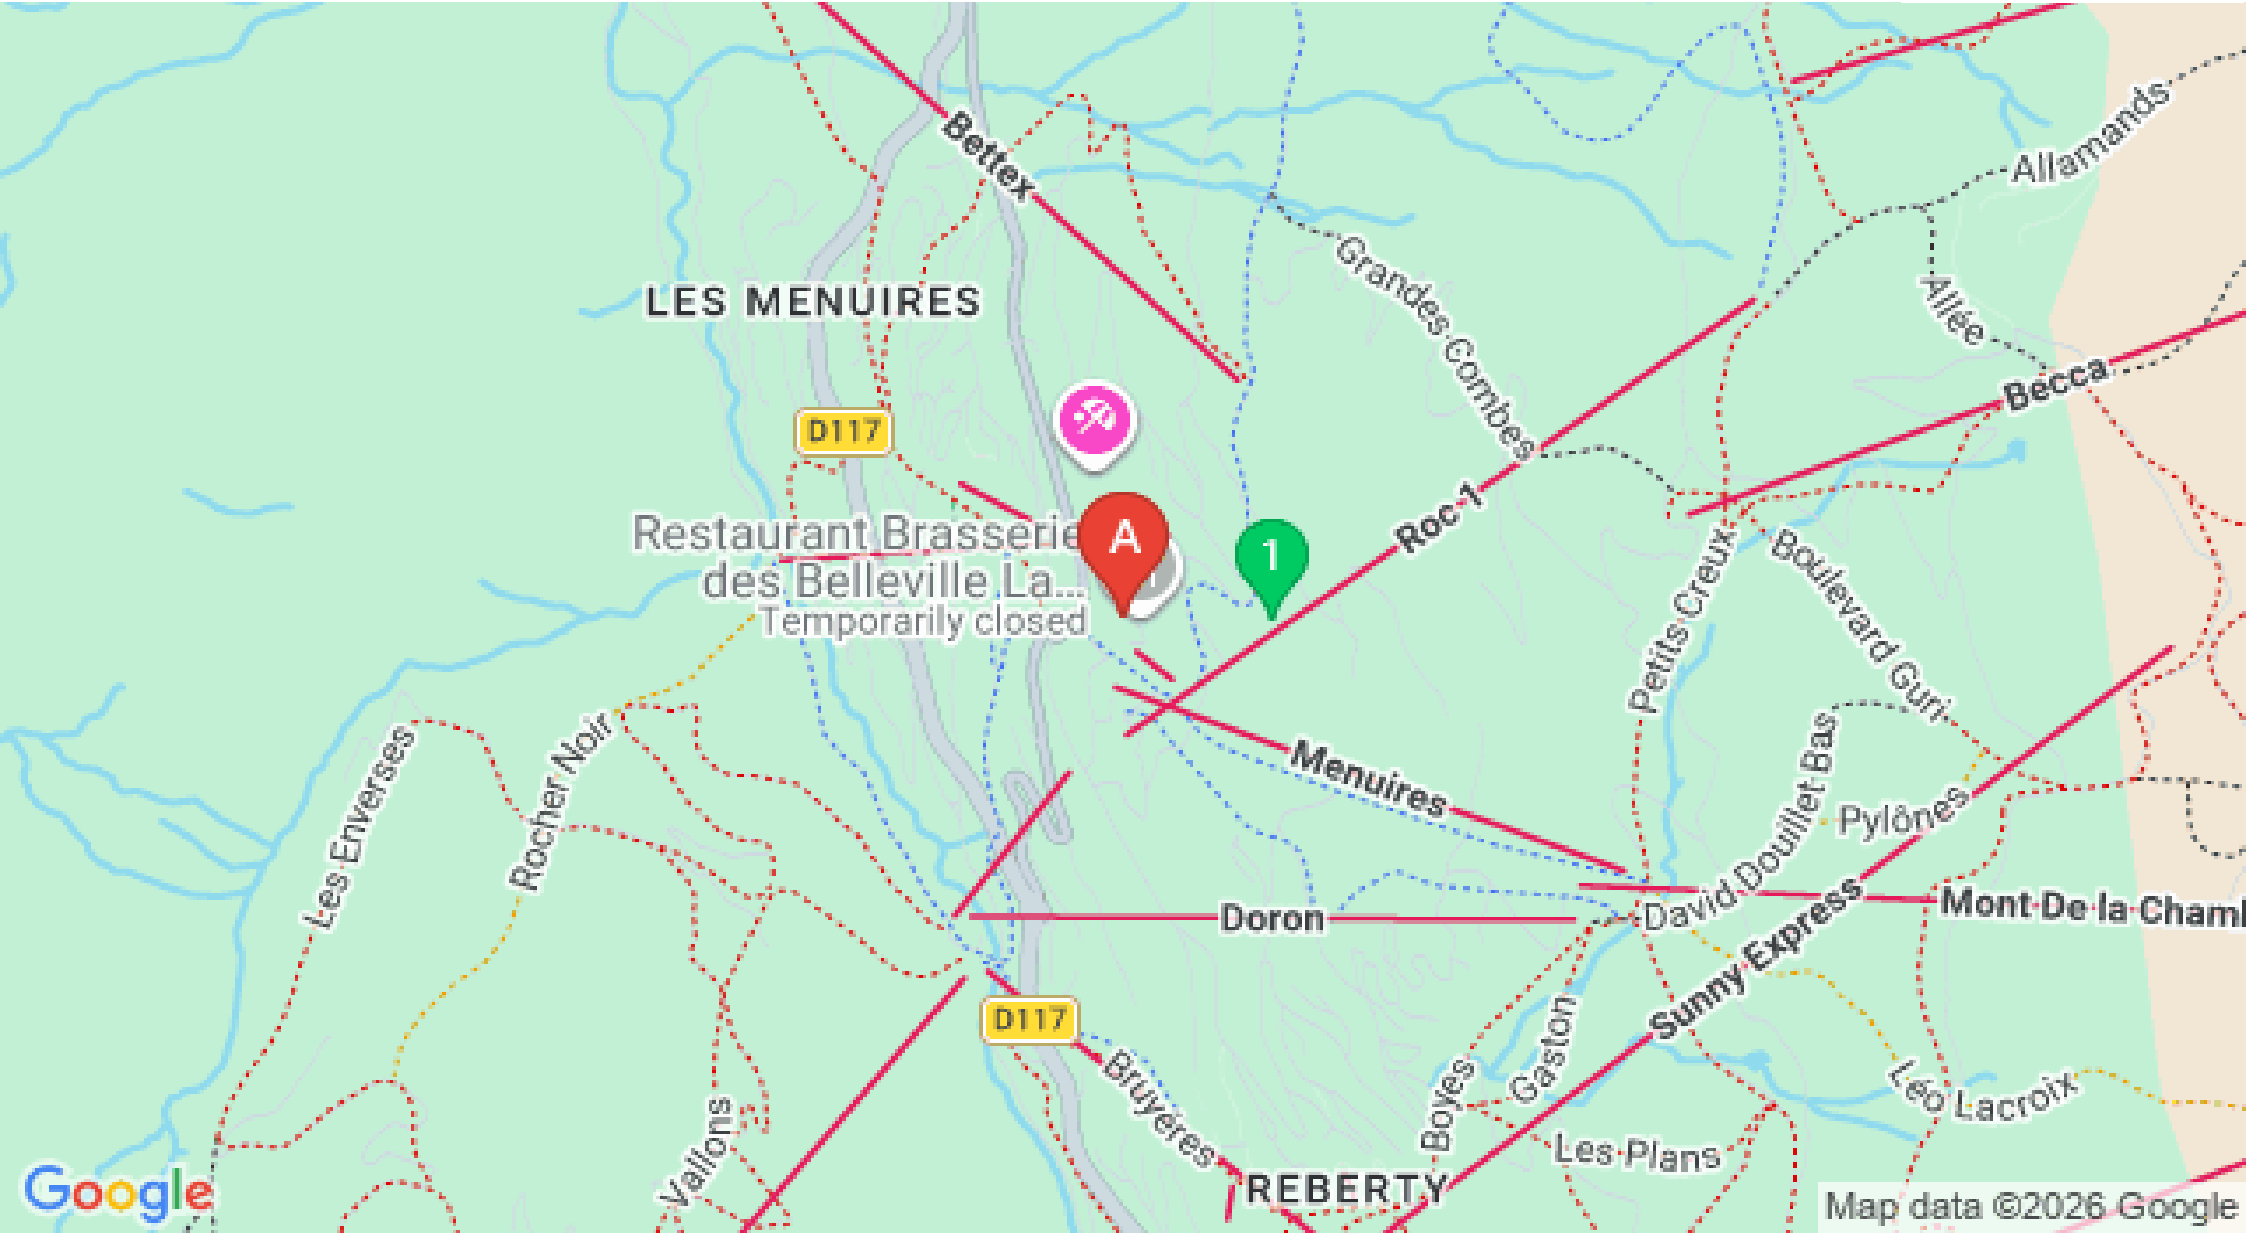 Bettex
Allamands
Grandes Combes
Allée
LES MENUIRES
Becca
D117
Roc 1
Restaurant Brasserie
des Belleville La...
Temporarily closed
A
1
Petits Creux
Boulevard Guri
Les Enverses
Rocher Noir
Menuires
David Douillet Bas
Pylônes
Doron
Mont De la Cham
Sunny Express
D117
Bruyères
Gaston
Boyes
Léo Lacroix
Les Plans
Vallons
REBERTY
Google
Map data ©2026 Google